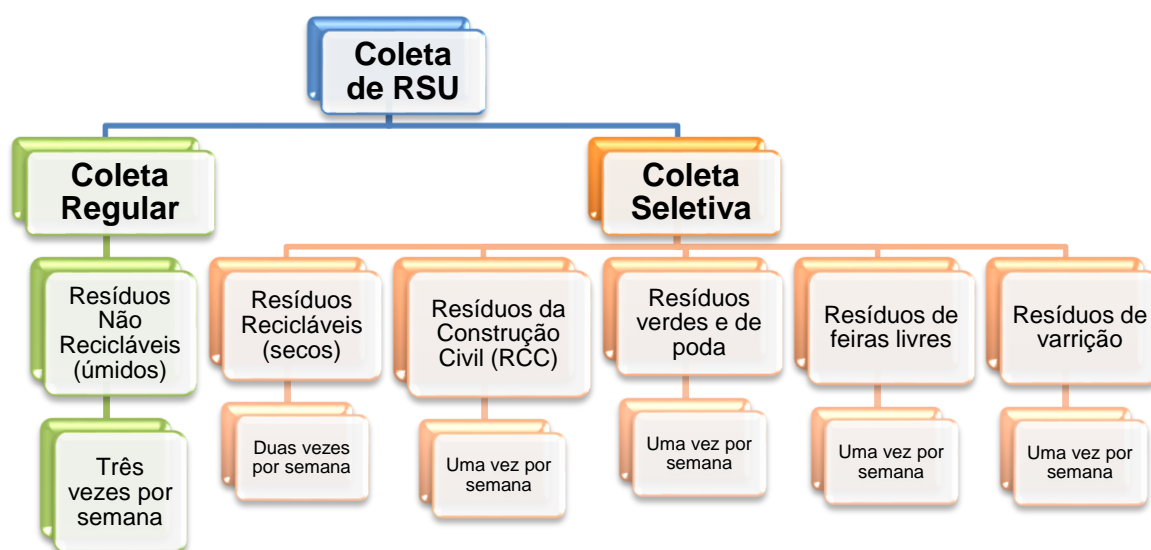 Coleta
de RSU
Coleta
Regular
Coleta
Seletiva
Resíduos
Não
Recicláveis
(úmidos)
Resíduos
Recicláveis
(secos)
Resíduos da
Construção
Civil (RCC)
Resíduos
verdes e de
poda
Resíduos de
feiras livres
Resíduos de
varrição
Três
vezes por
semana
Duas vezes
por semana
Uma vez por
semana
Uma vez por
semana
Uma vez por
semana
Uma vez por
semana